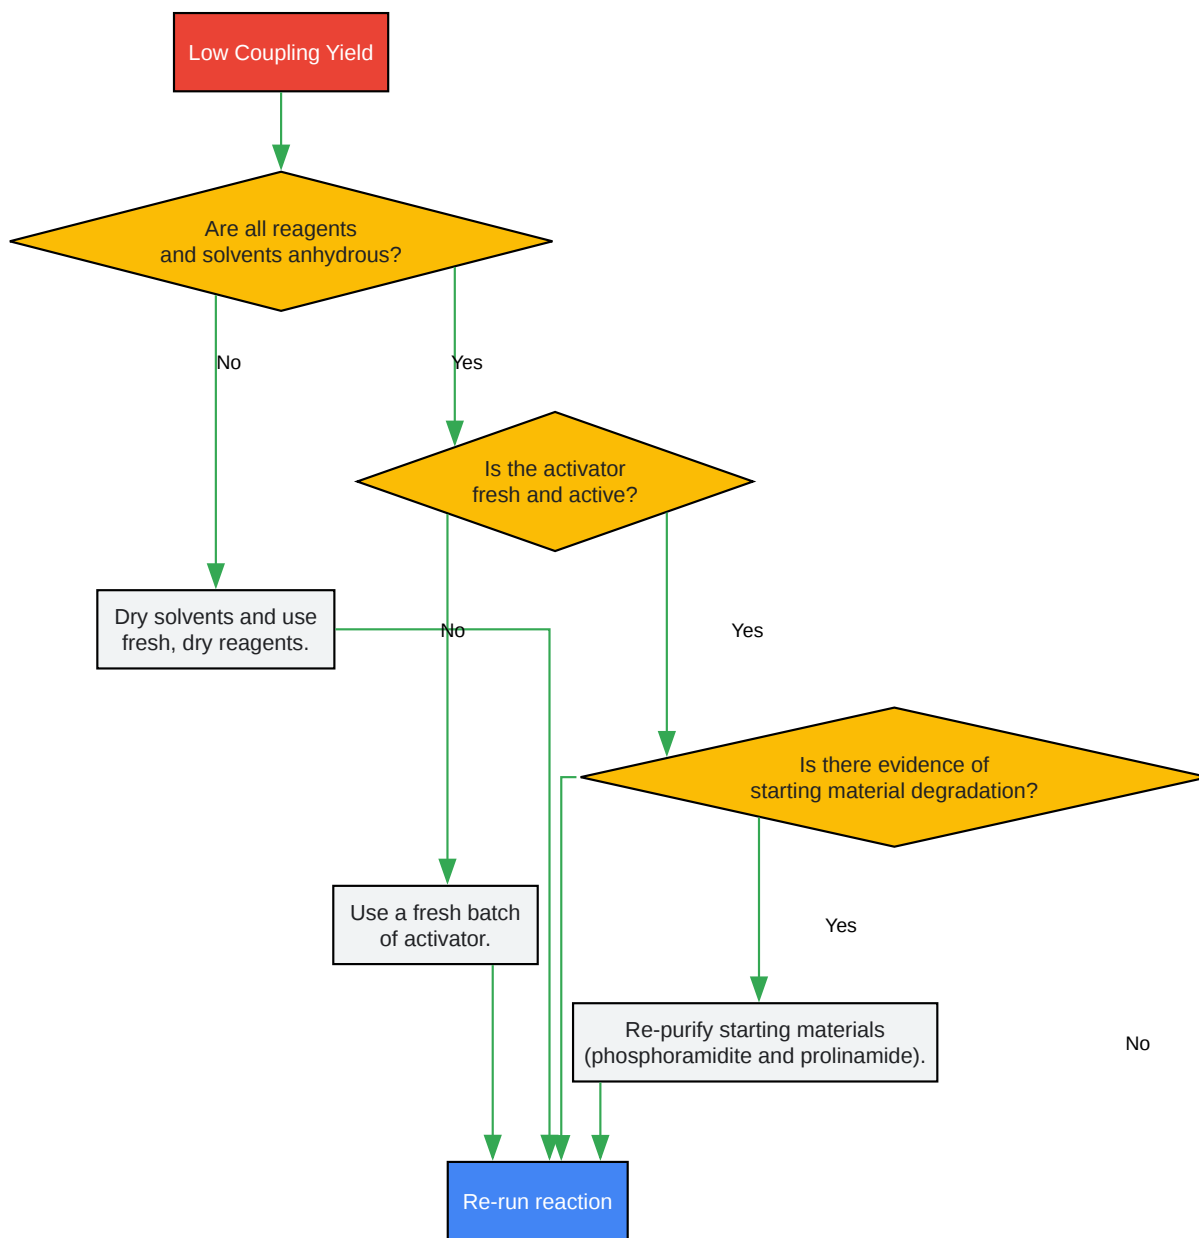 Low Coupling Yield
Are all reagents
and solvents anhydrous?
No
Yes
Is the activator
fresh and active?
Dry solvents and use
fresh, dry reagents.
No
Yes
Is there evidence of
starting material degradation?
Use a fresh batch
of activator.
Yes
Re-purify starting materials
(phosphoramidite and prolinamide).
No
Re-run reaction